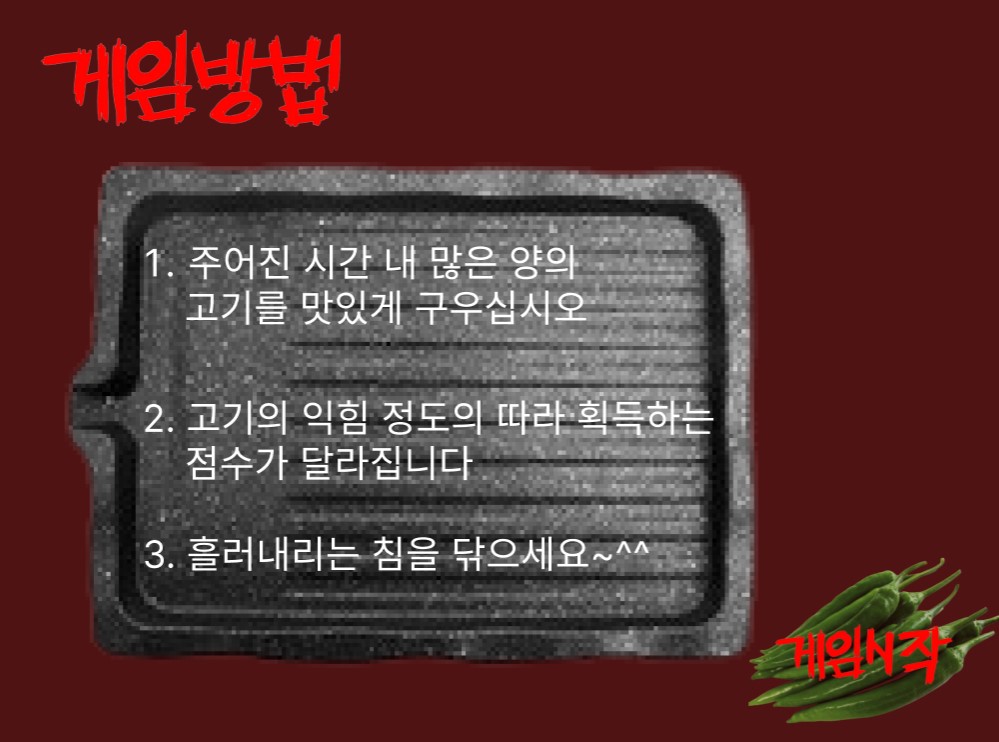 게임방법
1. 주어진 시간 내 많은 양의
고기를 맛있게 구우십시오
2. 고기의 익힘 정도의 따라 획득하는
점수가 달라집니다
3. 흘러내리는 침을 닦으세요~^^
게임시작